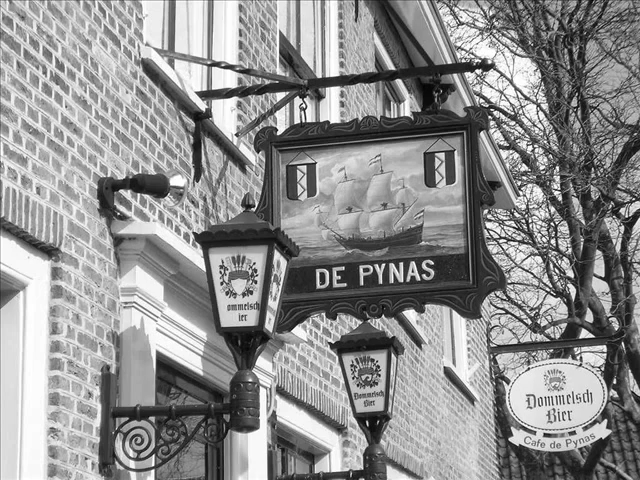 DE PYNAS
ommelsch
ier
Dommelsch
Bier
Dommelsch
Bier
Cafe de Pynas